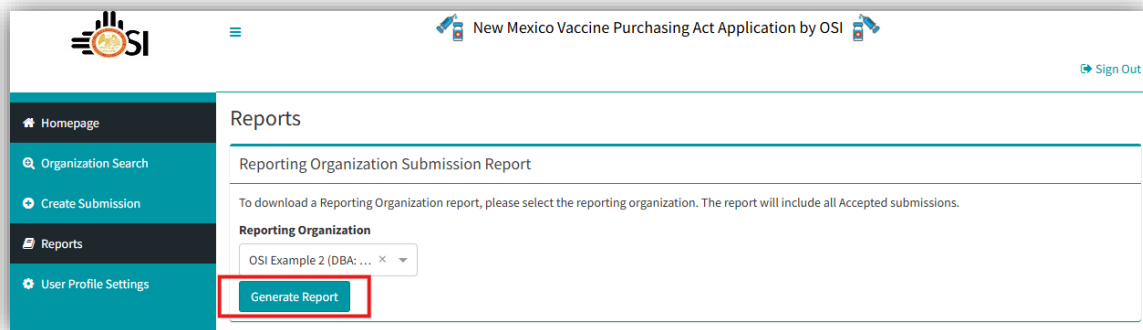 OSI
New Mexico Vaccine Purchasing Act Application by OSI
Sign Out
Homepage
Organization Search
Create Submission
Reports
User Profile Settings
Reports
Reporting Organization Submission Report
To download a Reporting Organization report, please select the reporting organization. The report will include all Accepted submissions.
Reporting Organization
OSI Example 2 (DBA: ... ×
Generate Report